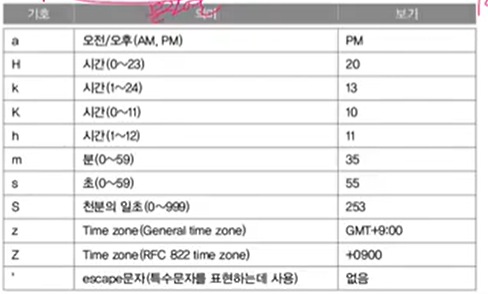 기호 의미 보기
a 오전/오후(AM, PM) PM
H 시간(0~23) 20
k 시간(1~24) 13
K 시간(0~11) 10
h 시간(1~12) 11
m 분(0~59) 35
s 초(0~59) 55
S 천분의 일초(0~999) 253
z Time zone(General time zone) GMT+9:00
Z Time zone(RFC 822 time zone) +0900
' escape문자(특수문자를 표현하는데 사용) 없음